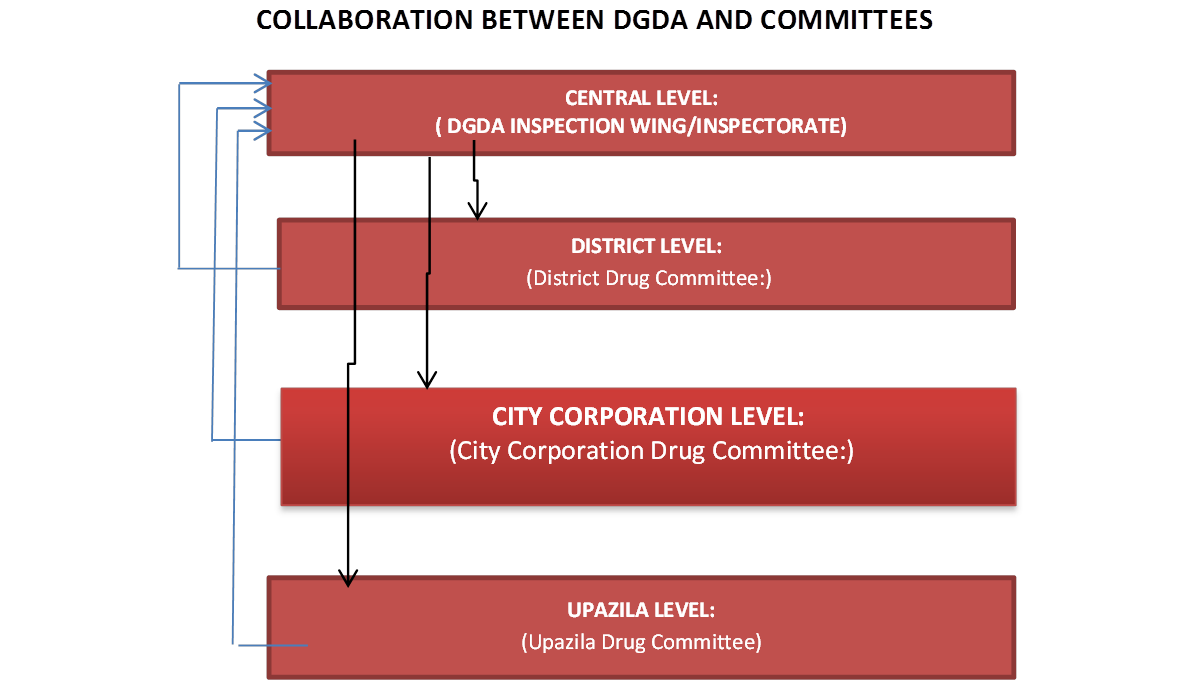 COLLABORATION BETWEEN DGDA AND COMMITTEES
CENTRAL LEVEL:
( DGDA INSPECTION WING/INSPECTORATE)
DISTRICT LEVEL:
(District Drug Committee:)
CITY CORPORATION LEVEL:
(City Corporation Drug Committee:)
UPAZILA LEVEL:
(Upazila Drug Committee)